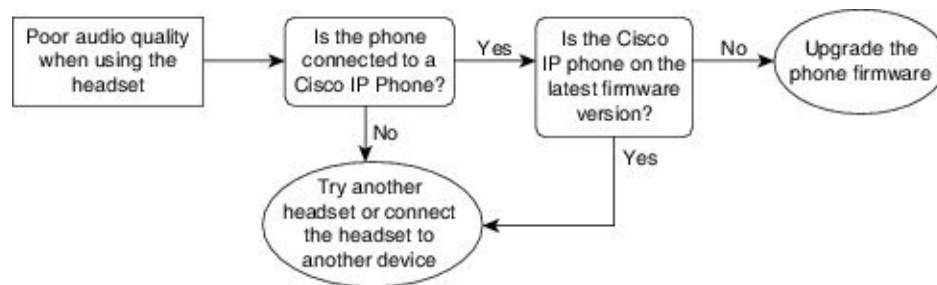 Poor audio quality
when using the
headset
Is the phone
connected to a
Cisco IP Phone?
Yes
Is the Cisco
IP phone on the
latest firmware
version?
No
Upgrade the
phone firmware
No
Yes
Try another
headset or connect
the headset to
another device